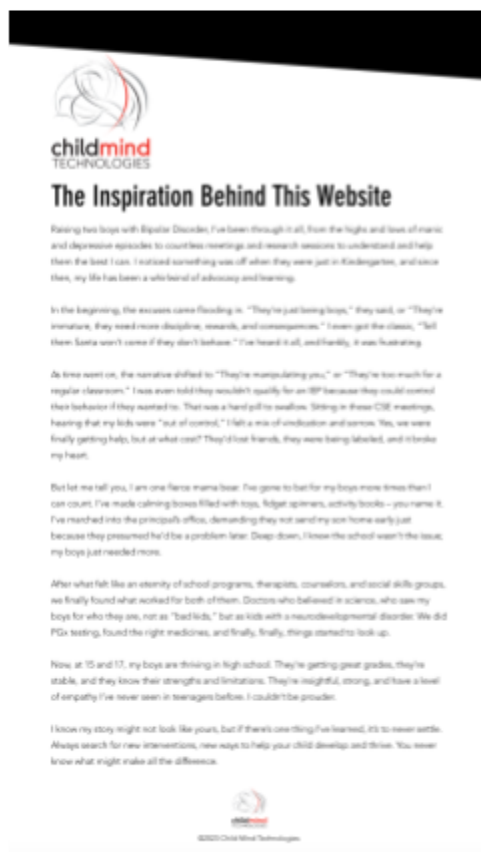 childmind
TECHNOLOGIES
The Inspiration Behind This Website
Raising two boys with Bipolar Disorder, I've been through it all, from the highs and lows of manic
and depressive episodes to countless meetings and research sessions to understand and help
them the best I can. I noticed something was off when they were just in Kindergarten, and since
then, my life has been a whirlwind of advocacy and learning.
In the beginning, the excuses came flooding in. "They're just being boys," they said, or "They're
immature, they need more discipline, rewards, and consequences." I even got the classic, "Tell
them Santa won't come if they don't behave." I've heard it all, and frankly, it was frustrating.
As time went on, the narrative shifted to "They're manipulating you," or "They're too much for a
regular classroom." I was even told they wouldn't qualify for an IEP because they could control
their behavior if they wanted to. That was a hard pill to swallow. Sitting in those CSE meetings,
hearing that my kids were "out of control," I felt a mix of vindication and sorrow. Yes, we were
finally getting help, but at what cost? They'd lost friends, they were being labeled, and it broke
my heart.
But let me tell you, I am one fierce mama bear. I've gone to bat for my boys more times than I
can count. I've made calming boxes filled with toys, fidget spinners, activity books – you name it.
I've marched into the principal's office, demanding they not send my son home early just
because they presumed he'd be a problem later. Deep down, I knew the school wasn't the issue;
my boys just needed more.
After what felt like an eternity of school programs, therapists, counselors, and social skills groups,
we finally found what worked for both of them. Doctors who believed in science, who saw my
boys for who they are, not as "bad kids," but as kids with a neurodevelopmental disorder. We did
PGx testing, found the right medicines, and finally, finally, things started to look up.
Now, at 15 and 17, my boys are thriving in high school. They're getting great grades, they're
stable, and they know their strengths and limitations. They're insightful, strong, and have a level
of empathy I've never seen in teenagers before. I couldn't be prouder.
I know my story might not look like yours, but if there's one thing I've learned, it's to never settle.
Always search for new interventions, new ways to help your child develop and thrive. You never
know what might make all the difference.
childmind
TECHNOLOGIES
©2023 Child Mind Technologies